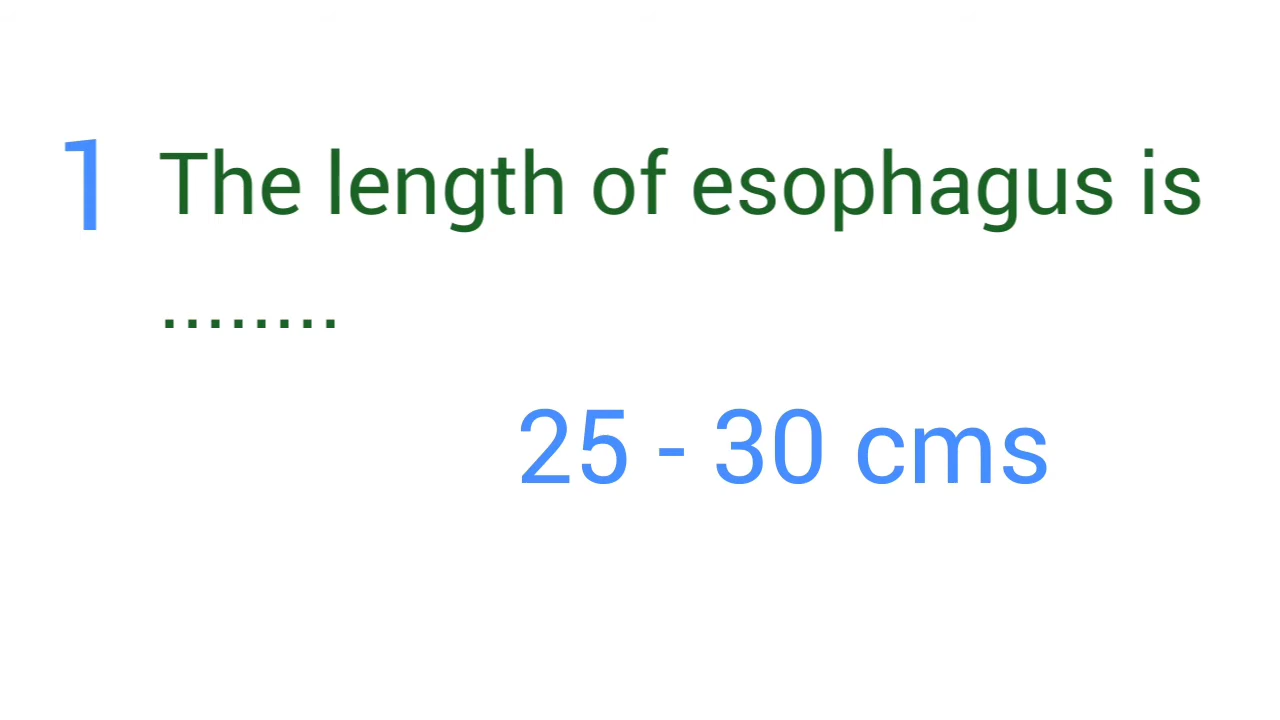 1 The length of esophagus is
........
25 - 30 cms